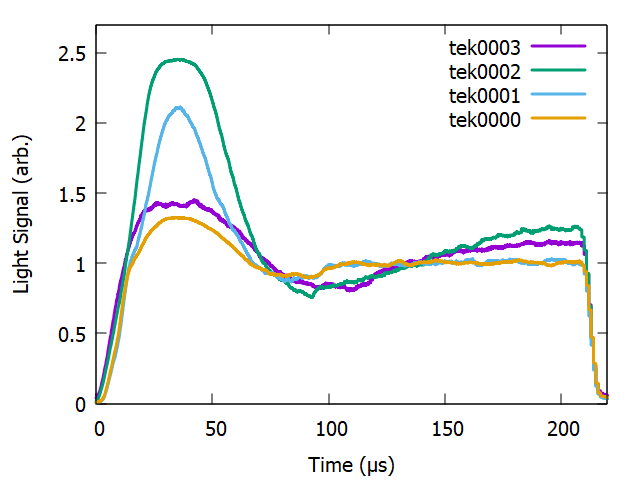 tek0003
tek0002
tek0001
tek0000
2.5
2
1.5
1
0.5
0
Light Signal (arb.)
0 50 100 150 200
Time (µs)